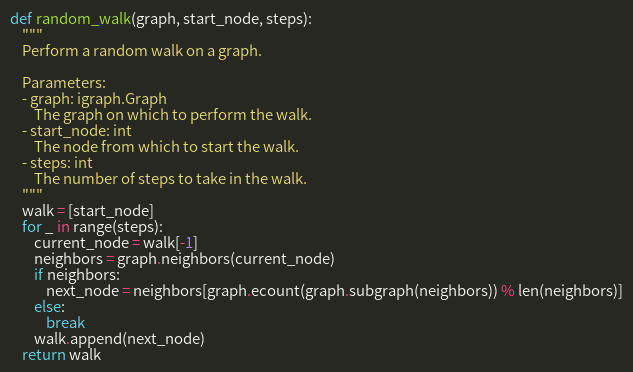 def random_walk(graph, start_node, steps):
    """
    Perform a random walk on a graph.

    Parameters:
    - graph: igraph.Graph
        The graph on which to perform the walk.
    - start_node: int
        The node from which to start the walk.
    - steps: int
        The number of steps to take in the walk.
    """
    walk = [start_node]
    for _ in range(steps):
        current_node = walk[-1]
        neighbors = graph.neighbors(current_node)
        if neighbors:
            next_node = neighbors[graph.ecount(graph.subgraph(neighbors)) % len(neighbors)]
        else:
            break
        walk.append(next_node)
    return walk